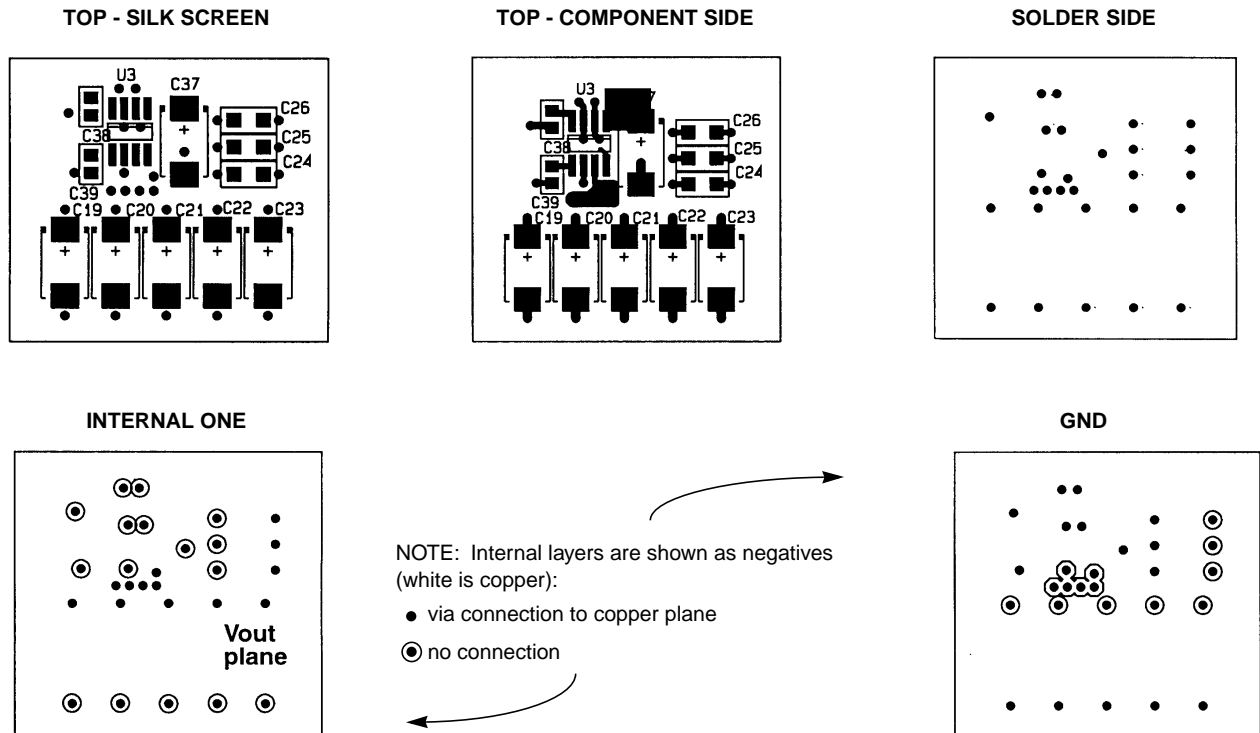 TOP - SILK SCREEN
TOP - COMPONENT SIDE
SOLDER SIDE
U3
C37
C26
C38
C25
C24
C39
C19
C20
C21
C22
C23
+
+
+
+
+
+
U3
7
C26
C38
C25
C24
C39
C19
C20
C21
C22
C23
+
+
+
+
+
+
INTERNAL ONE
GND
Vout
plane
NOTE: Internal layers are shown as negatives
(white is copper):
via connection to copper plane
no connection